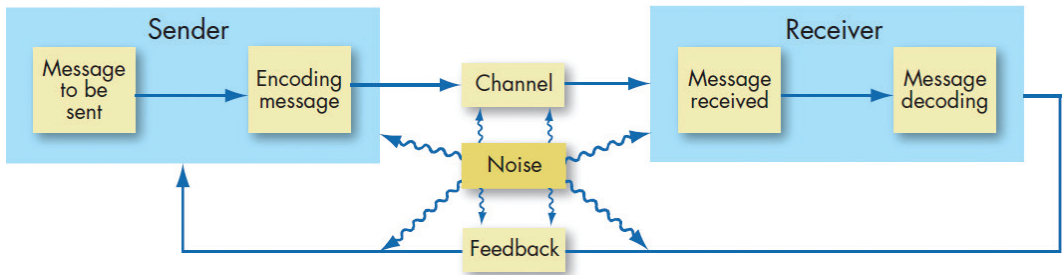 Sender
Receiver
Message
to be
sent
Encoding
message
Channel
Message
received
Message
decoding
Noise
Feedback